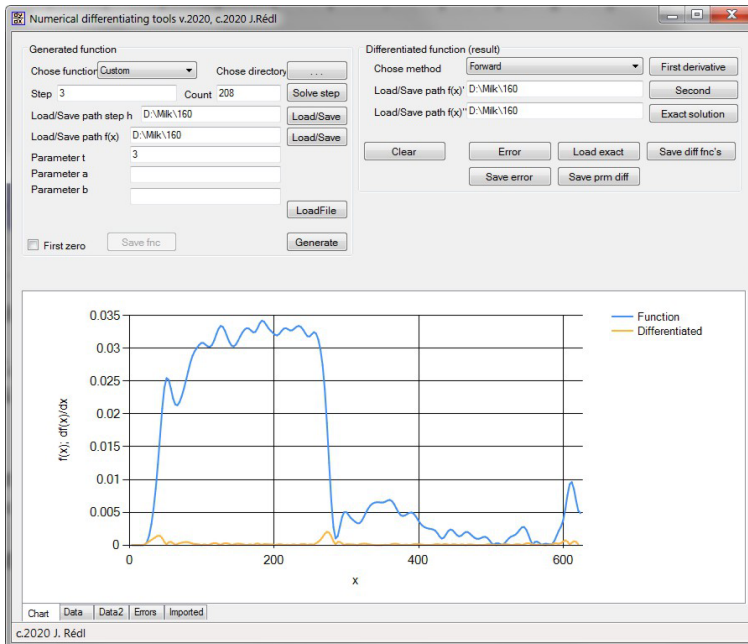 Numerical differentiating tools v.2020, c.2020 J.Rédl
Generated function
Chose function Custom Chose directory . . .
Step 3 Count 208 Solve step
Load/Save path step h D:\Milk\160 Load/Save
Load/Save path f(x) D:\Milk\160 Load/Save
Parameter t 3
Parameter a
Parameter b
LoadFile
First zero Save fnc Generate
Differentiated function (result)
Chose method Forward First derivative
Load/Save path f(x)' D:\Milk\160 Second
Load/Save path f(x)'' D:\Milk\160 Exact solution
Clear Error Load exact Save diff fnc's
Save error Save prm diff
0.035
0.03
0.025
0.02
0.015
0.01
0.005
0
f(x); df(x)/dx
0 200 400 600
x
Function
Differentiated
Chart Data Data2 Errors Imported
c.2020 J. Rédl